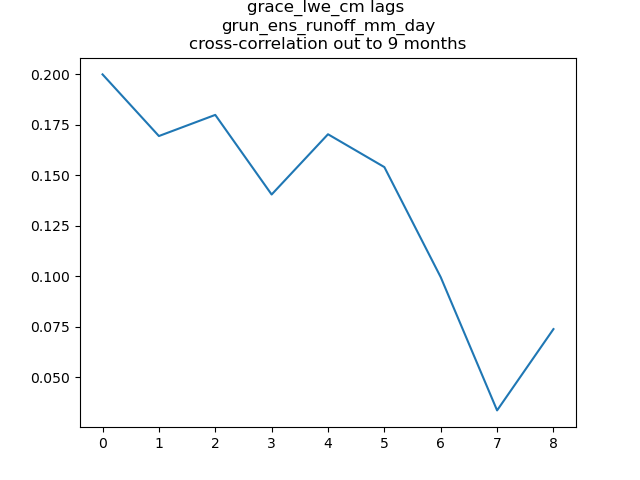 grace_lwe_cm lags
grun_ens_runoff_mm_day
cross-correlation out to 9 months
0.200
0.175
0.150
0.125
0.100
0.075
0.050
0 1 2 3 4 5 6 7 8